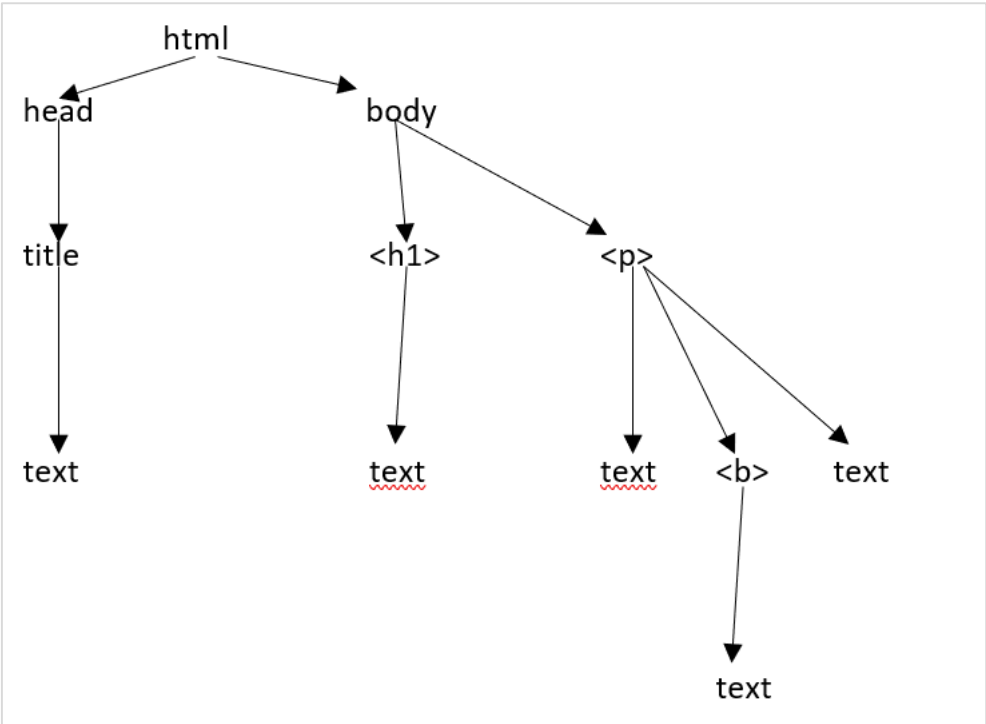 html
head body
title <h1> <p>
text text text <b> text
text